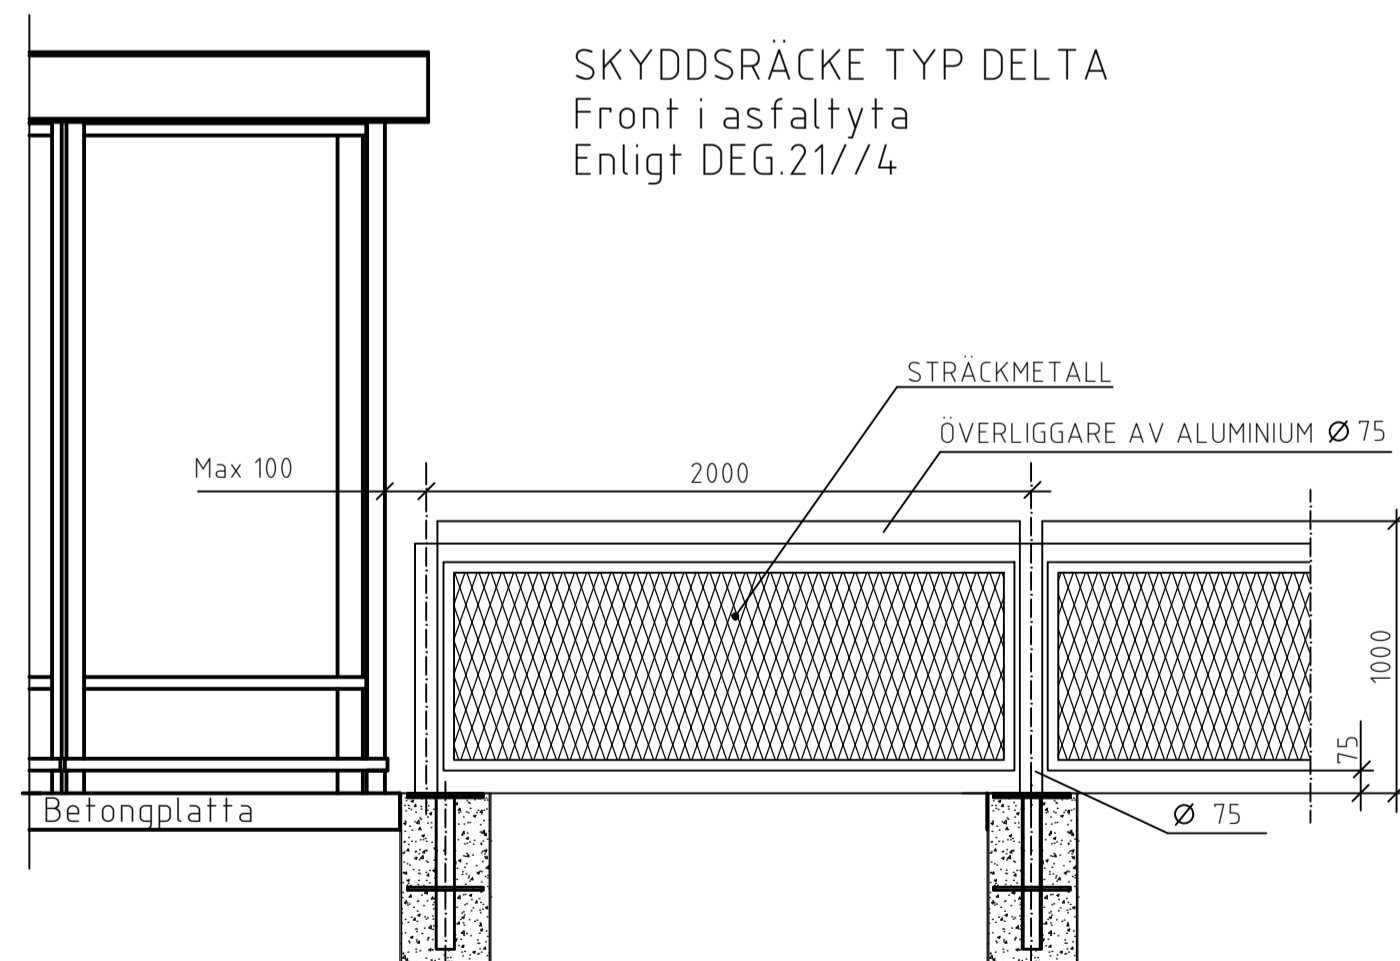 SKYDDSRÄCKE TYP DELTA
Front i asfaltyta
Enligt DEG.21//4
STRÄCKMETALL
ÖVERLIGGARE AV ALUMINIUM Ø 75
Max 100
2000
1000
75
Betongplatta
Ø 75